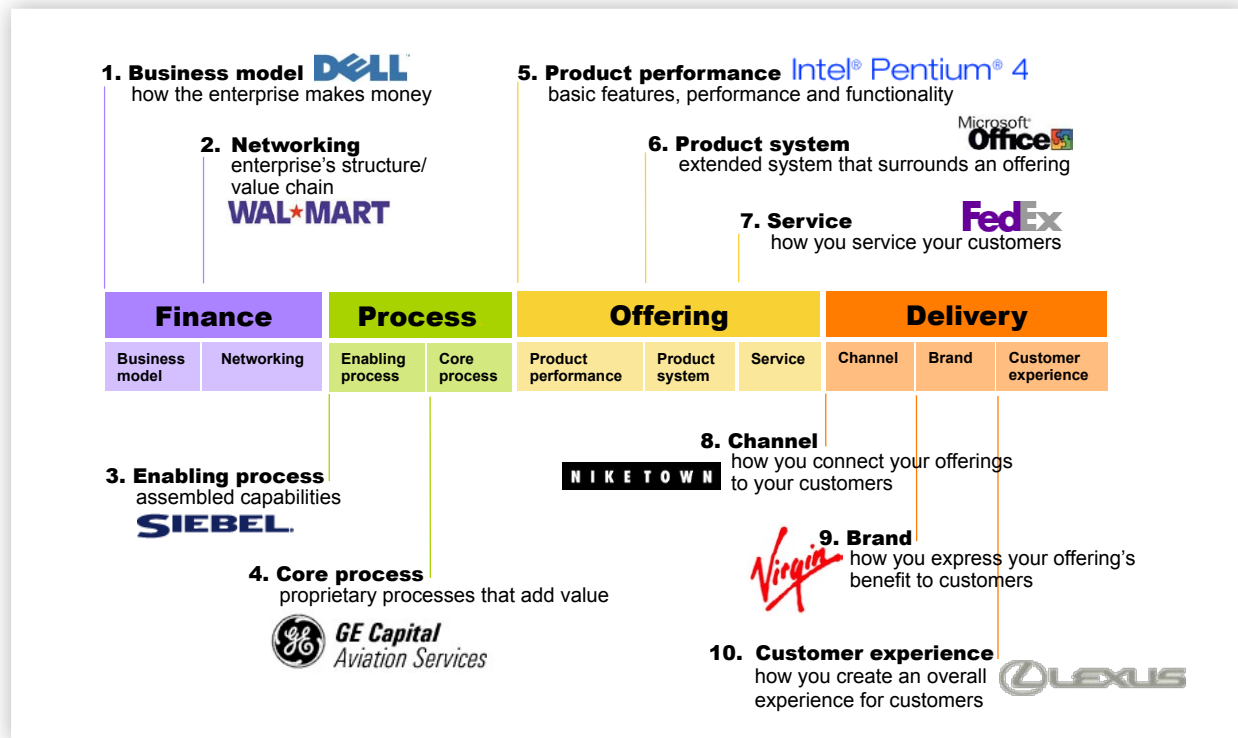 1. Business model DELL
how the enterprise makes money
2. Networking
enterprise's structure/
value chain
WAL★MART
5. Product performance Intel® Pentium® 4
basic features, performance and functionality
Microsoft®
6. Product system Office
extended system that surrounds an offering
7. Service FedEx
how you service your customers
Finance Process Offering Delivery
Business model Networking Enabling process Core process Product performance Product system Service Channel Brand Customer experience
3. Enabling process
assembled capabilities
SIEBEL.
4. Core process
proprietary processes that add value
GE GE Capital
Aviation Services
8. Channel
NIKETOWN how you connect your offerings
to your customers
Virgin 9. Brand
how you express your offering's
benefit to customers
10. Customer experience
how you create an overall
experience for customers
LEXUS